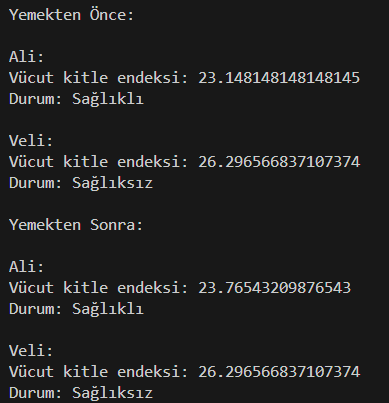 Yemekten Önce:
Ali:
Vücut kitle endeksi: 23.148148148148145
Durum: Sağlıklı
Veli:
Vücut kitle endeksi: 26.296566837107374
Durum: Sağlıksız
Yemekten Sonra:
Ali:
Vücut kitle endeksi: 23.76543209876543
Durum: Sağlıklı
Veli:
Vücut kitle endeksi: 26.296566837107374
Durum: Sağlıksız